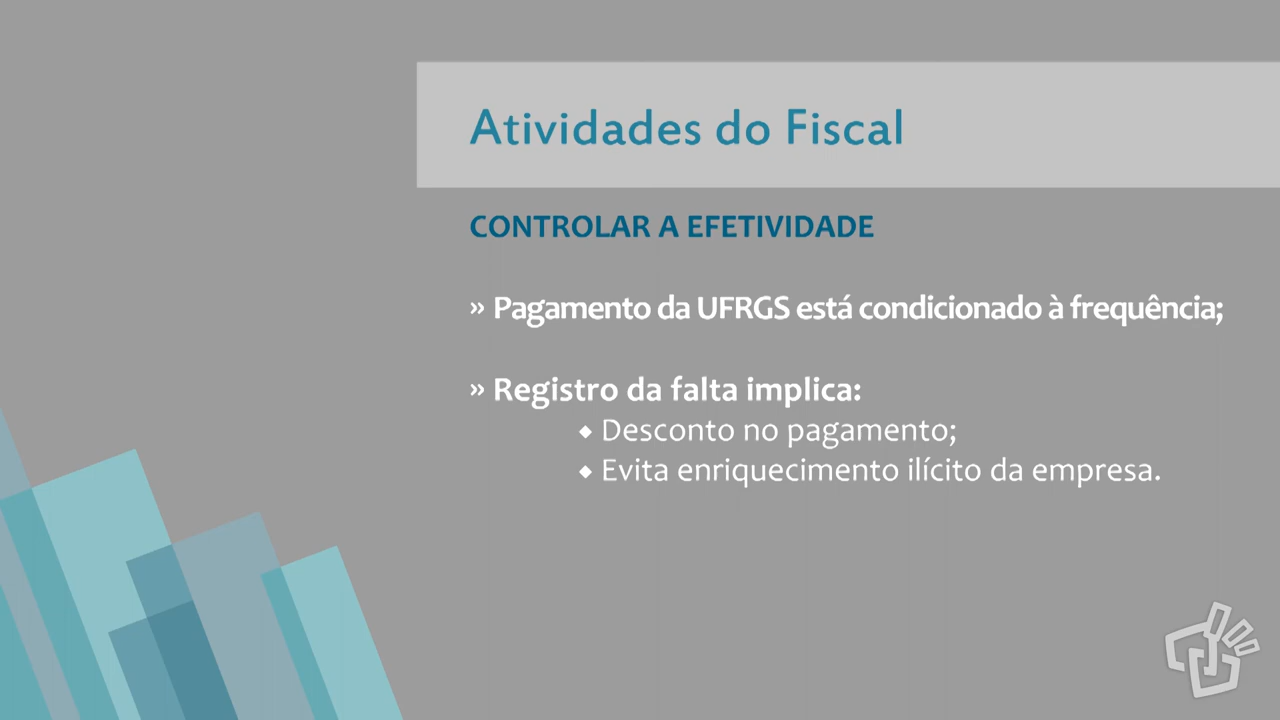 Atividades do Fiscal
CONTROLAR A EFETIVIDADE
» Pagamento da UFRGS está condicionado à frequência;
» Registro da falta implica:
◆ Desconto no pagamento;
◆ Evita enriquecimento ilícito da empresa.